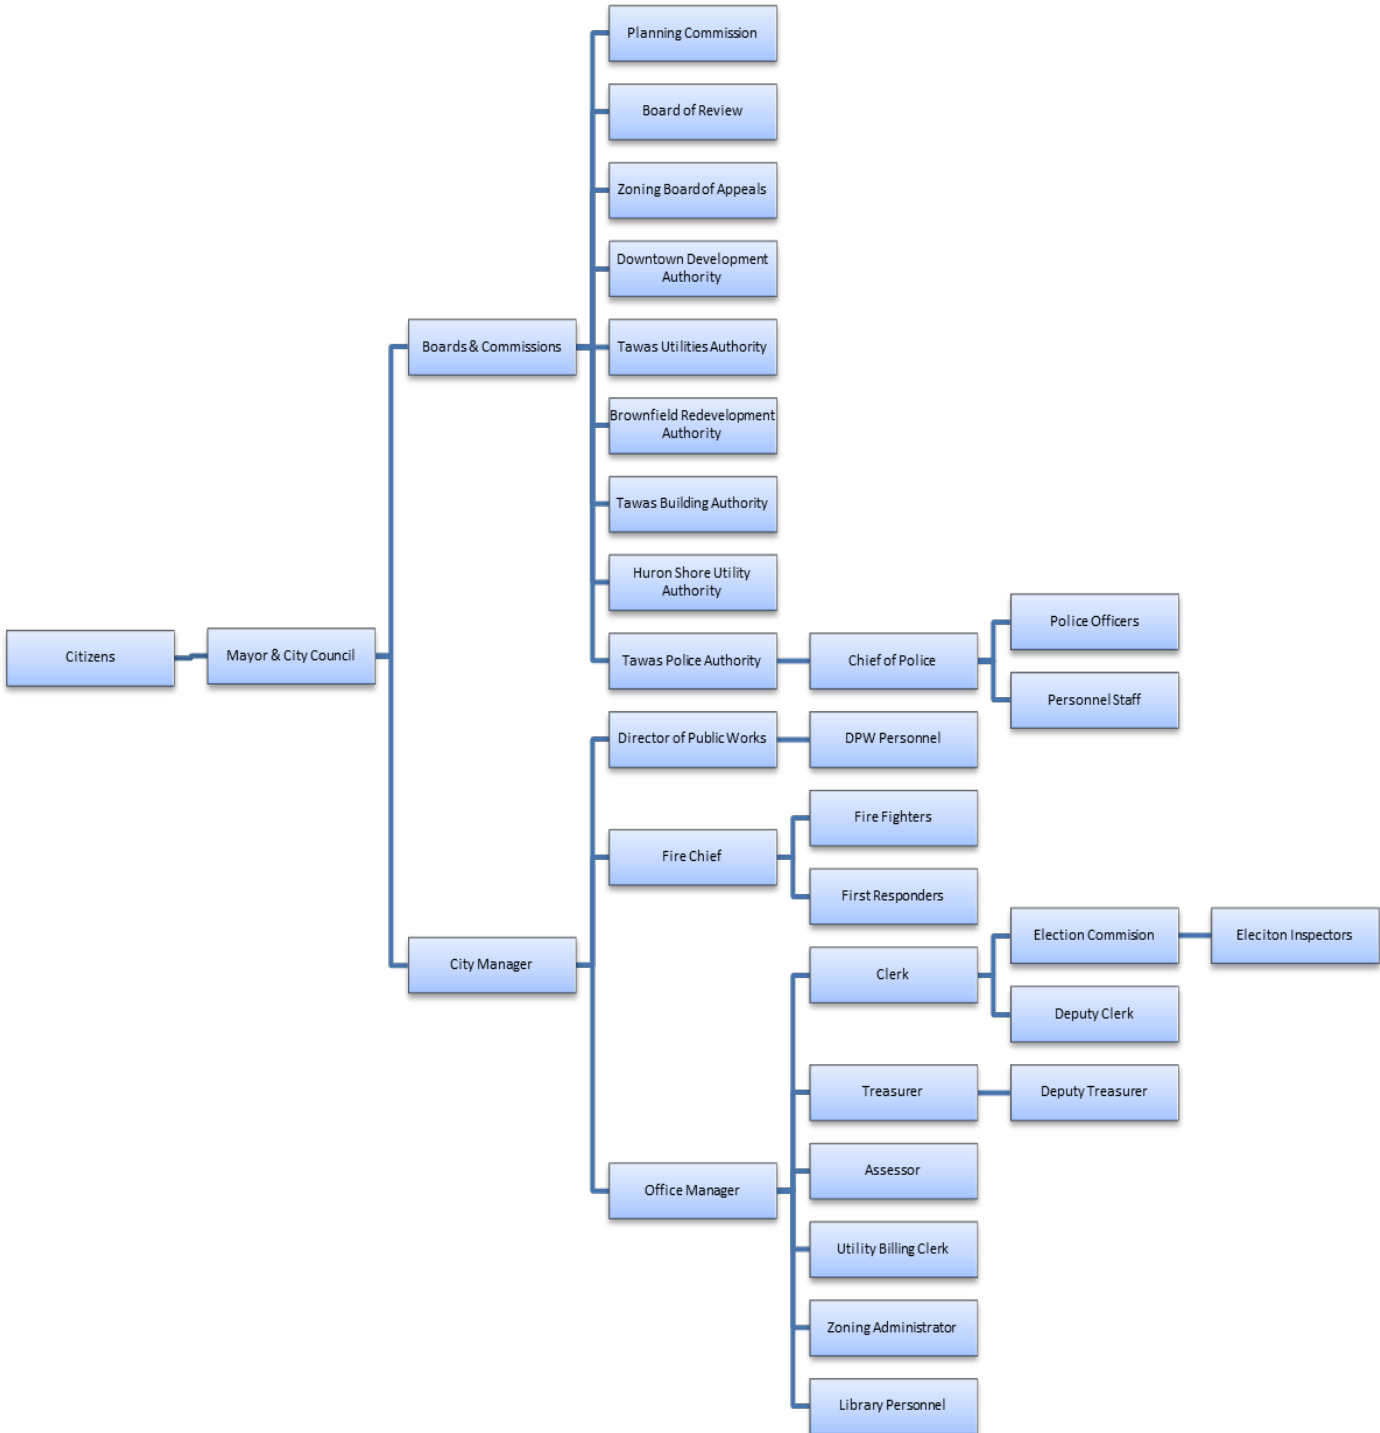 Planning Commission
Board of Review
Zoning Board of Appeals
Downtown Development
Authority
Boards & Commissions
Tawas Utilities Authority
Brownfield Redevelopment
Authority
Tawas Building Authority
Huron Shore Utility
Authority
Citizens
Mayor & City Council
Tawas Police Authority
Chief of Police
Police Officers
Personnel Staff
Director of Public Works
DPW Personnel
Fire Chief
Fire Fighters
First Responders
City Manager
Clerk
Election Commision
Eleciton Inspectors
Deputy Clerk
Treasurer
Deputy Treasurer
Office Manager
Assessor
Utility Billing Clerk
Zoning Administrator
Library Personnel